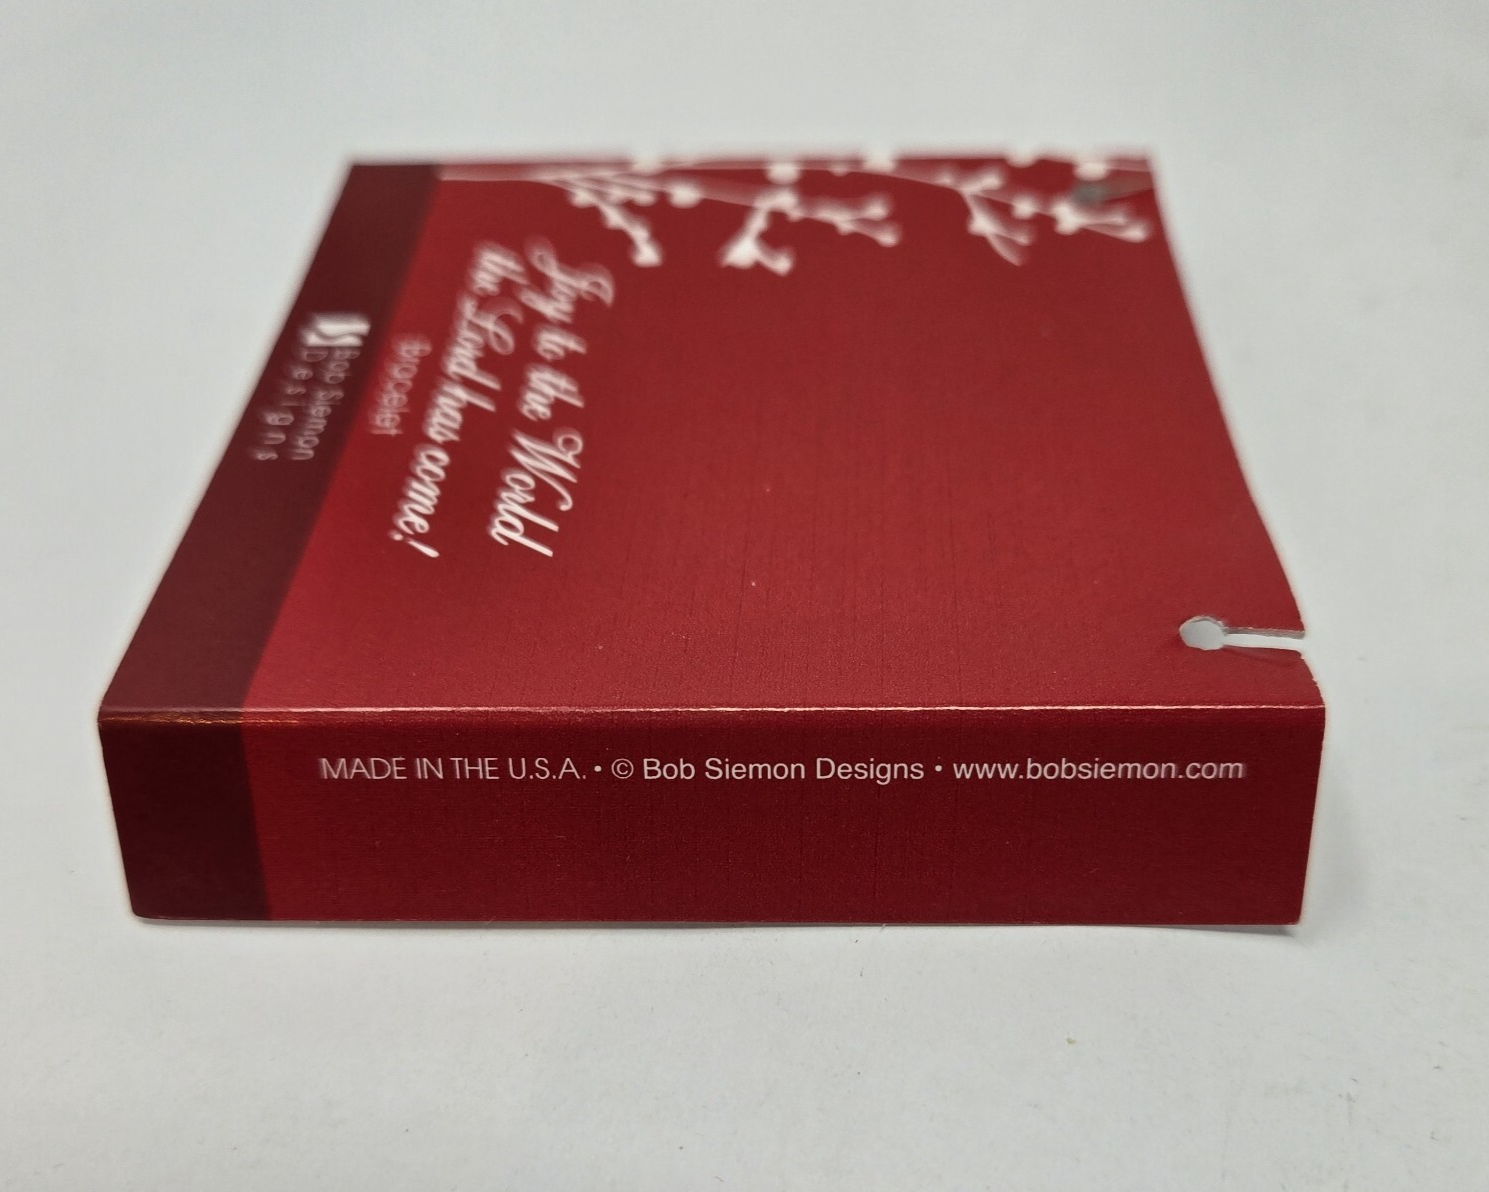 Joy to the World
the Lord has come!
Bracelet
Bob Siemon
Designs
MADE IN THE U.S.A. • © Bob Siemon Designs • www.bobsiemon.com